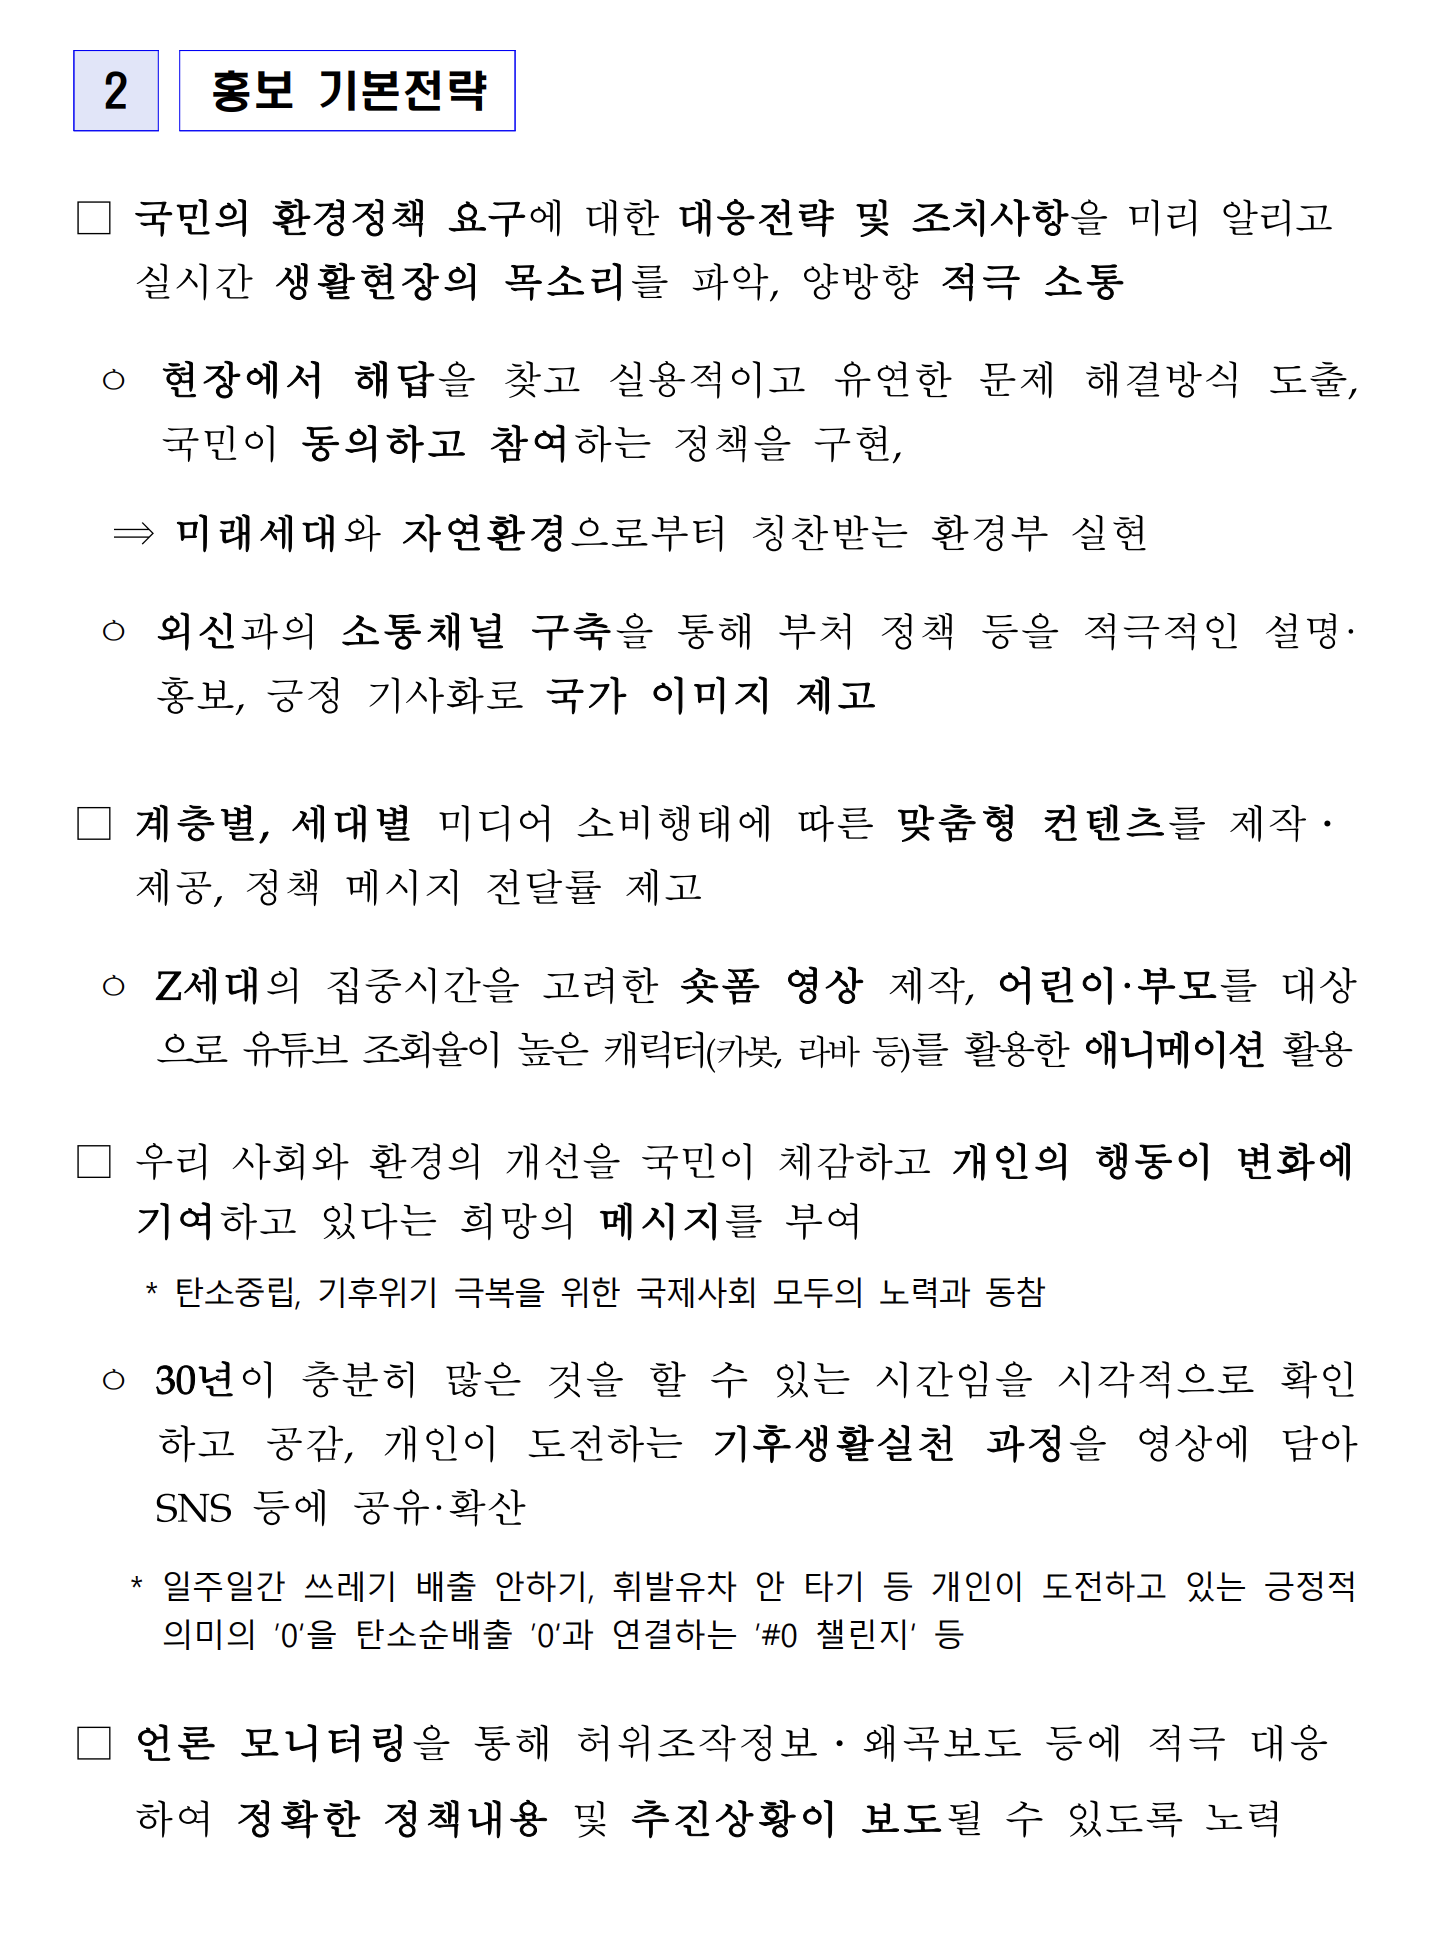 2 홍보 기본전략
□ 국민의 환경정책 요구에 대한 대응전략 및 조치사항을 미리 알리고
실시간 생활현장의 목소리를 파악, 양방향 적극 소통
ㅇ 현장에서 해답을 찾고 실용적이고 유연한 문제 해결방식 도출,
국민이 동의하고 참여하는 정책을 구현,
⇒ 미래세대와 자연환경으로부터 칭찬받는 환경부 실현
ㅇ 외신과의 소통채널 구축을 통해 부처 정책 등을 적극적인 설명·
홍보, 긍정 기사화로 국가 이미지 제고
□ 계층별, 세대별 미디어 소비행태에 따른 맞춤형 컨텐츠를 제작·
제공, 정책 메시지 전달률 제고
ㅇ Z세대의 집중시간을 고려한 숏폼 영상 제작, 어린이·부모를 대상
으로 유튜브 조회율이 높은 캐릭터(카봇, 라바 등)를 활용한 애니메이션 활용
□ 우리 사회와 환경의 개선을 국민이 체감하고 개인의 행동이 변화에
기여하고 있다는 희망의 메시지를 부여
* 탄소중립, 기후위기 극복을 위한 국제사회 모두의 노력과 동참
ㅇ 30년이 충분히 많은 것을 할 수 있는 시간임을 시각적으로 확인
하고 공감, 개인이 도전하는 기후생활실천 과정을 영상에 담아
SNS 등에 공유·확산
* 일주일간 쓰레기 배출 안하기, 휘발유차 안 타기 등 개인이 도전하고 있는 긍정적
의미의 '0'을 탄소순배출 '0'과 연결하는 '#0 챌린지' 등
□ 언론 모니터링을 통해 허위조작정보·왜곡보도 등에 적극 대응
하여 정확한 정책내용 및 추진상황이 보도될 수 있도록 노력